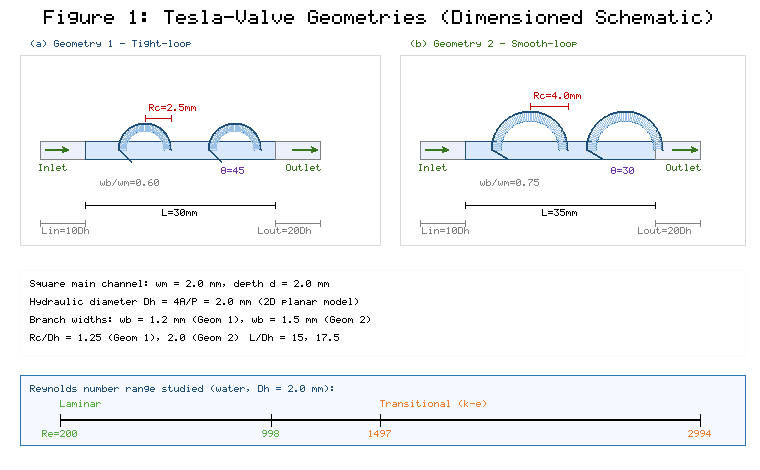 Figure 1: Tesla-Valve Geometries (Dimensioned Schematic)
(a) Geometry 1 - Tight-loop
(b) Geometry 2 - Smooth-loop
Rc=2.5mm
Inlet
Outlet
θ=45
wb/wm=0.60
L=30mm
Lin=10Dh
Lout=20Dh
Rc=4.0mm
Inlet
Outlet
θ=30
wb/wm=0.75
L=35mm
Lin=10Dh
Lout=20Dh
Square main channel: wm = 2.0 mm, depth d = 2.0 mm
Hydraulic diameter Dh = 4A/P = 2.0 mm (2D planar model)
Branch widths: wb = 1.2 mm (Geom 1), wb = 1.5 mm (Geom 2)
Rc/Dh = 1.25 (Geom 1), 2.0 (Geom 2) L/Dh = 15, 17.5
Reynolds number range studied (water, Dh = 2.0 mm):
Laminar
Transitional (k-e)
Re=200
998
1497
2994